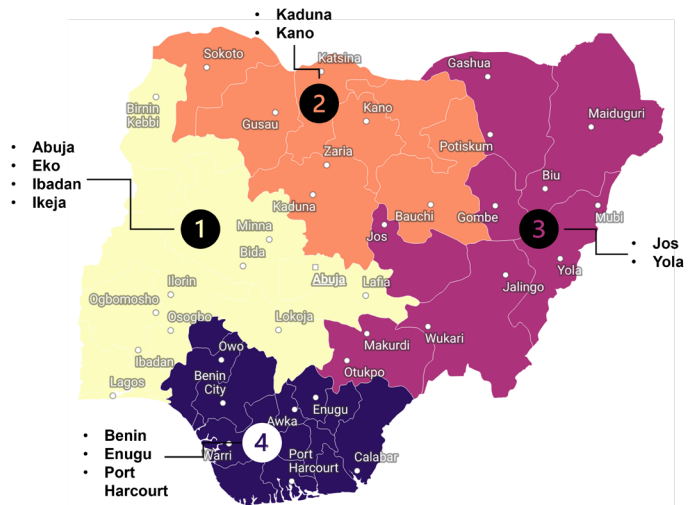 • Kaduna
• Kano
Sokoto
Katsina
Gashua
2
Birnin
Kebbi
Kano
Maiduguri
Gusau
Potiskum
• Abuja
• Eko
• Ibadan
• Ikeja
Zaria
Biu
Kaduna
Bauchi
Gombe
Mubi
1
Minna
Jos
3
• Jos
• Yola
Bida
Abuja
Yola
Ilorin
Lafia
Jalingo
Ogbomosho
Osogbo
Lokoja
Wukari
Makurdi
Owo
Ibadan
Otukpo
Lagos
Benin
City
Enugu
Awka
• Benin
• Enugu
• Port
Harcourt
4
Warri
Port
Harcourt
Calabar